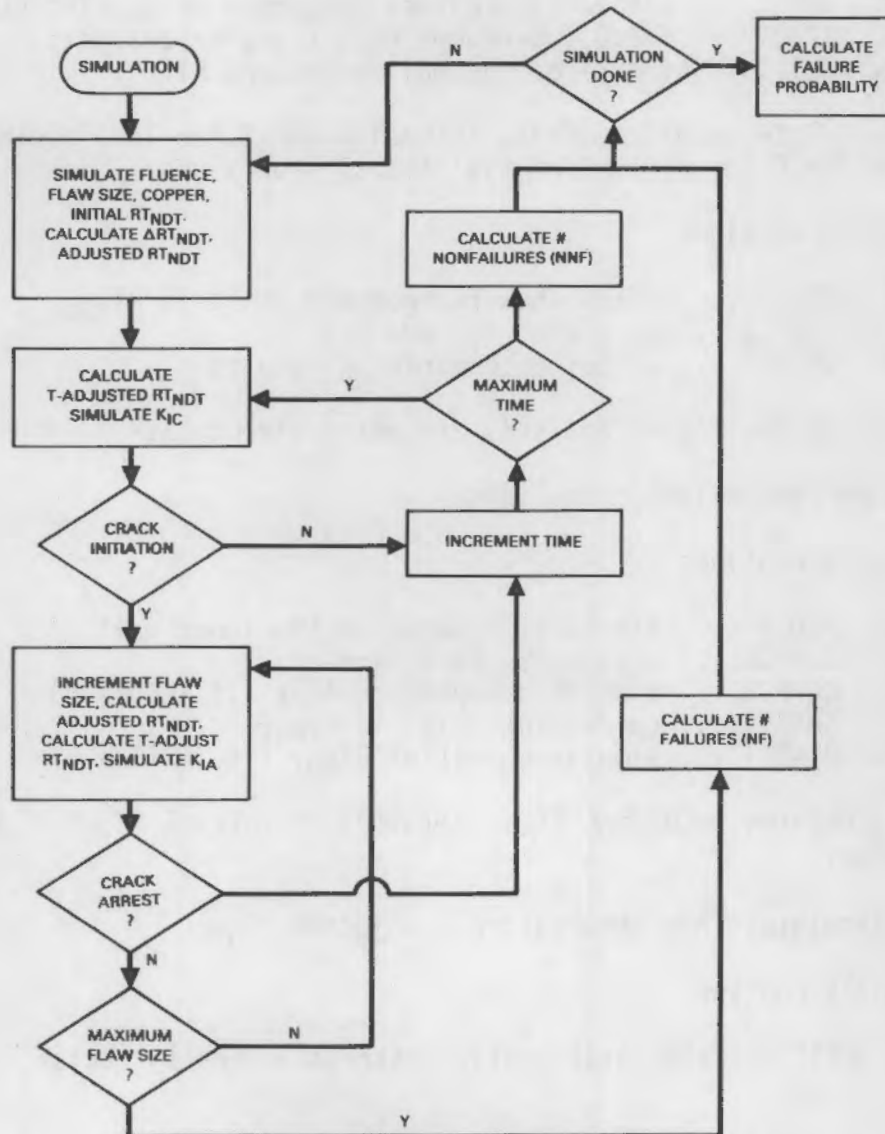 SIMULATION
SIMULATE FLUENCE,
FLAW SIZE, COPPER,
INITIAL RTNDT.
CALCULATE ΔRTNDT.
ADJUSTED RTNDT
CALCULATE
T-ADJUSTED RTNDT
SIMULATE KIC
CRACK
INITIATION
?
N
Y
INCREMENT FLAW
SIZE, CALCULATE
ADJUSTED RTNDT.
CALCULATE T-ADJUST
RTNDT. SIMULATE KIA
CRACK
ARREST
?
N
MAXIMUM
FLAW SIZE
?
N
Y
CALCULATE #
FAILURES (NF)
INCREMENT TIME
MAXIMUM
TIME
?
Y
CALCULATE #
NONFAILURES (NNF)
SIMULATION
DONE
?
N
Y
CALCULATE
FAILURE
PROBABILITY